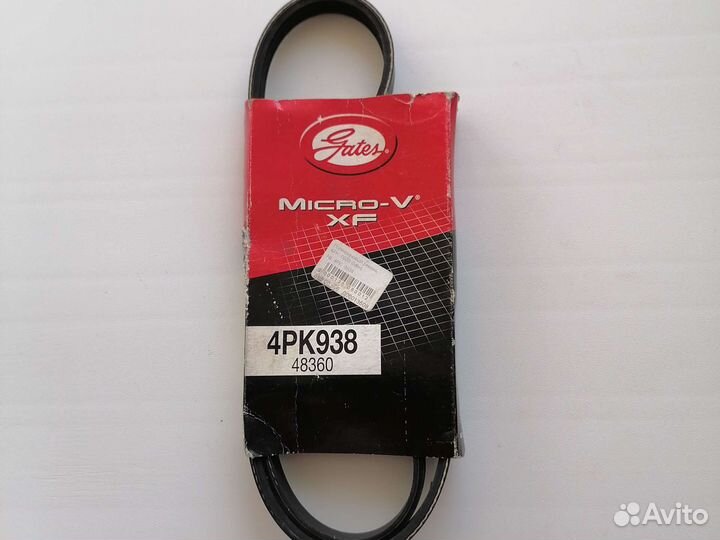 Gates®
MICRO-V®
XF
4PK938
48360
Avito